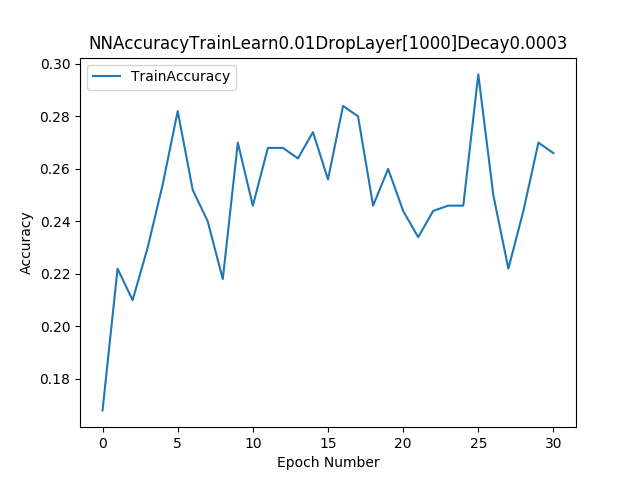 NNAccuracyTrainLearn0.01DropLayer[1000]Decay0.0003
TrainAccuracy
0.30
0.28
0.26
0.24
0.22
0.20
0.18
Accuracy
0 5 10 15 20 25 30
Epoch Number